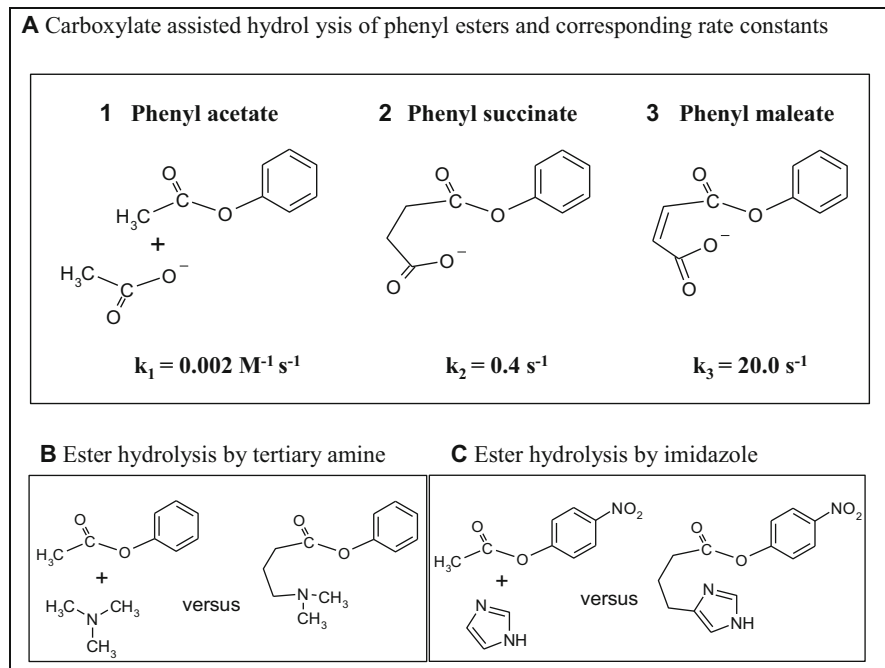 A Carboxylate assisted hydrol ysis of phenyl esters and corresponding rate constants
1 Phenyl acetate
2 Phenyl succinate
3 Phenyl maleate
O
H₃C C O
+
H₃C C O⁻
O
O
C O
O⁻
O
O
C O
O⁻
O
k₁ = 0.002 M⁻¹ s⁻¹
k₂ = 0.4 s⁻¹
k₃ = 20.0 s⁻¹
B Ester hydrolysis by tertiary amine
O
H₃C C O
+
H₃C N CH₃
CH₃
versus
O
C O
N CH₃
CH₃
C Ester hydrolysis by imidazole
NO₂
O
H₃C C O
+
N
NH
versus
NO₂
O
C O
N
NH